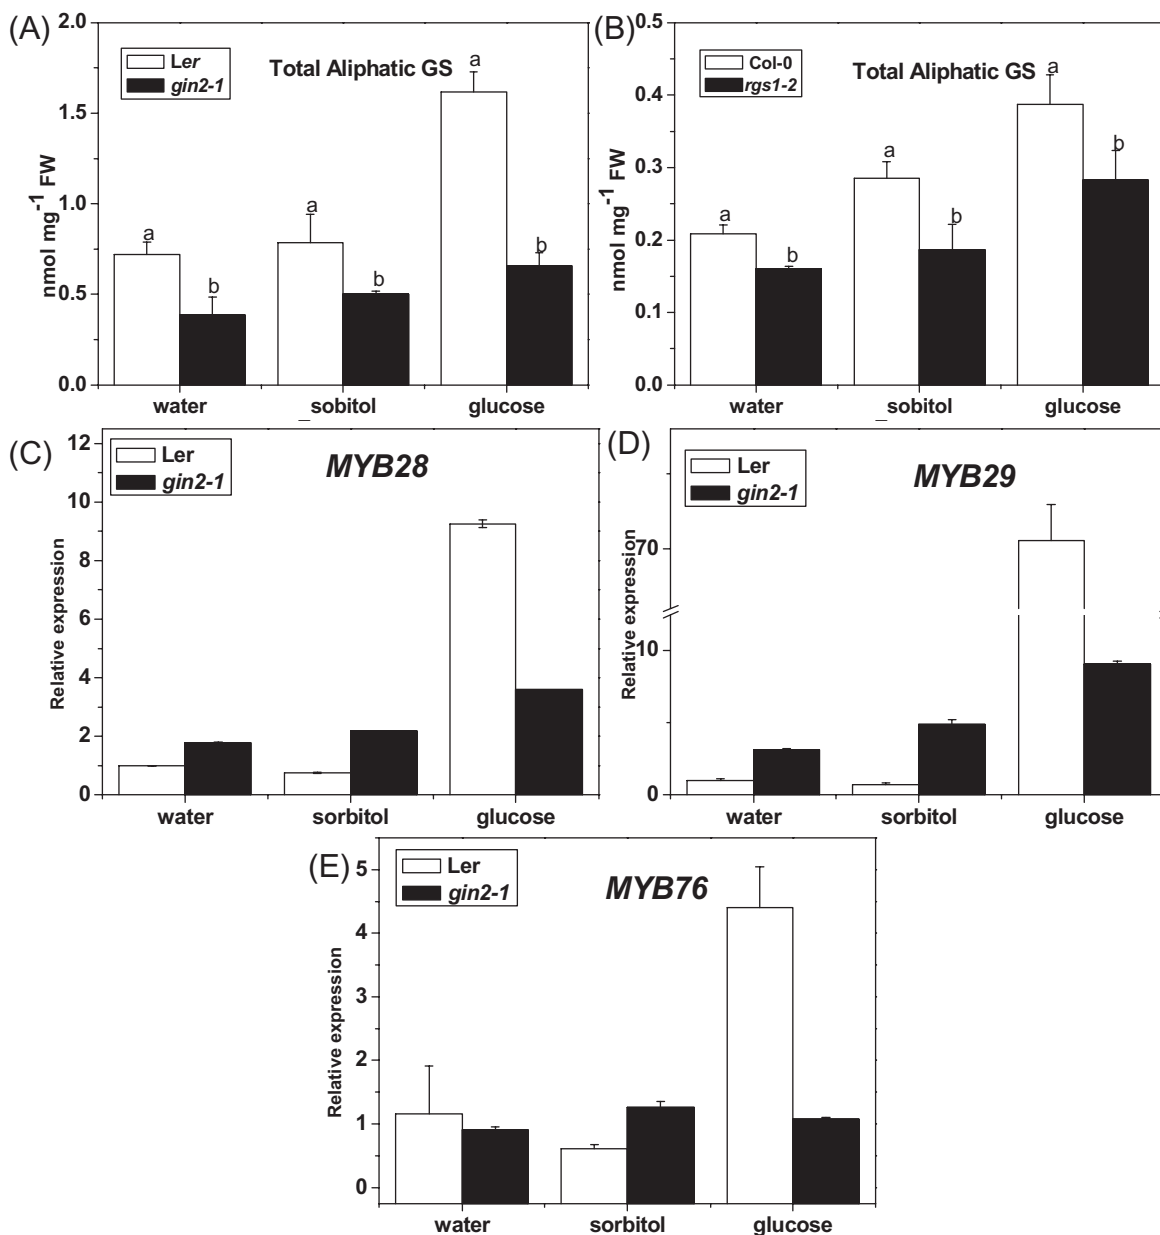 (A)
2.0
1.5
1.0
0.5
0.0
nmol mg⁻¹ FW
Ler
gin2-1
Total Aliphatic GS
a
b
a
b
a
b
water
sobitol
glucose
(B)
0.5
0.4
0.3
0.2
0.1
0.0
nmol mg⁻¹ FW
Col-0
rgs1-2
Total Aliphatic GS
a
b
a
b
a
b
water
sobitol
glucose
(C)
12
10
8
6
4
2
0
Relative expression
Ler
gin2-1
MYB28
water
sorbitol
glucose
(D)
70
10
0
Relative expression
Ler
gin2-1
MYB29
water
sorbitol
glucose
(E)
5
4
3
2
1
0
Relative expression
Ler
gin2-1
MYB76
water
sorbitol
glucose